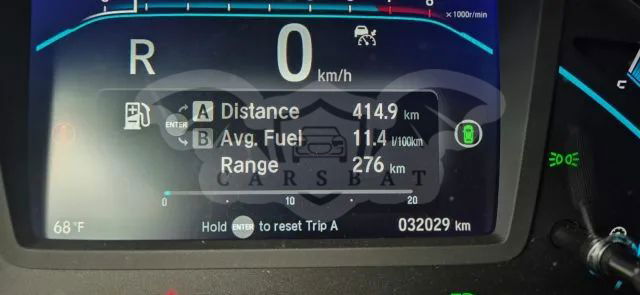 8
× 1000r/min
R
0
km/h
A Distance 414.9 km
ENTER
B Avg. Fuel 11.4 l/100km
Range 276 km
CARSBAT
0 10 20
68°F
Hold ENTER to reset Trip A
032029 km
C